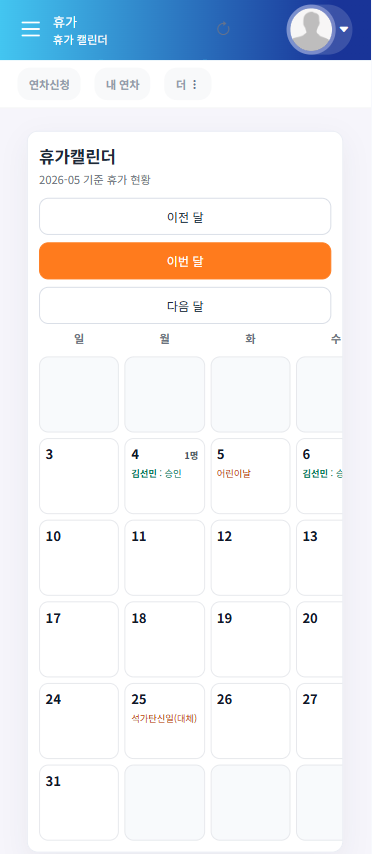 휴가
휴가 캘린더
연차신청
내 연차
더 ⋮
휴가캘린더
2026-05 기준 휴가 현황
이전 달
이번 달
다음 달
일 월 화 수
3 4 1명 5 6
김선민 : 승인 어린이날 김선민 : 승
10 11 12 13
17 18 19 20
24 25 26 27
석가탄신일(대체)
31